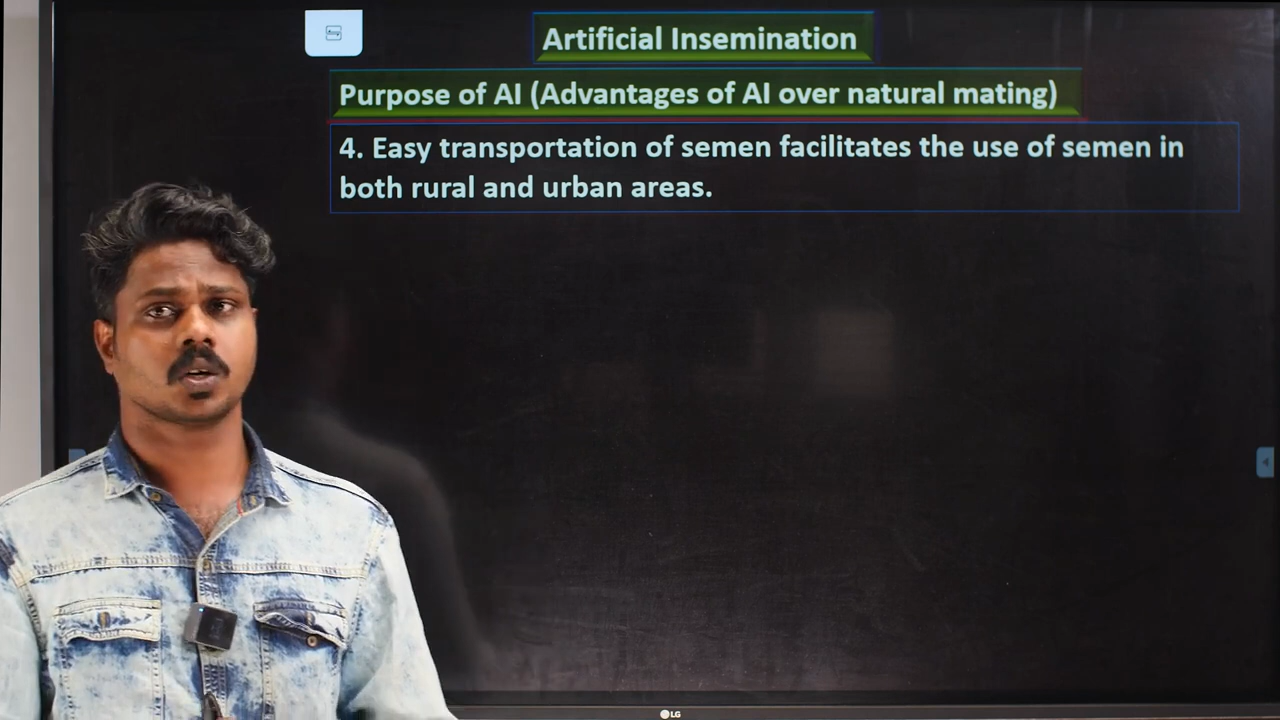 Artificial Insemination
Purpose of AI (Advantages of AI over natural mating)
4. Easy transportation of semen facilitates the use of semen in
both rural and urban areas.
LG